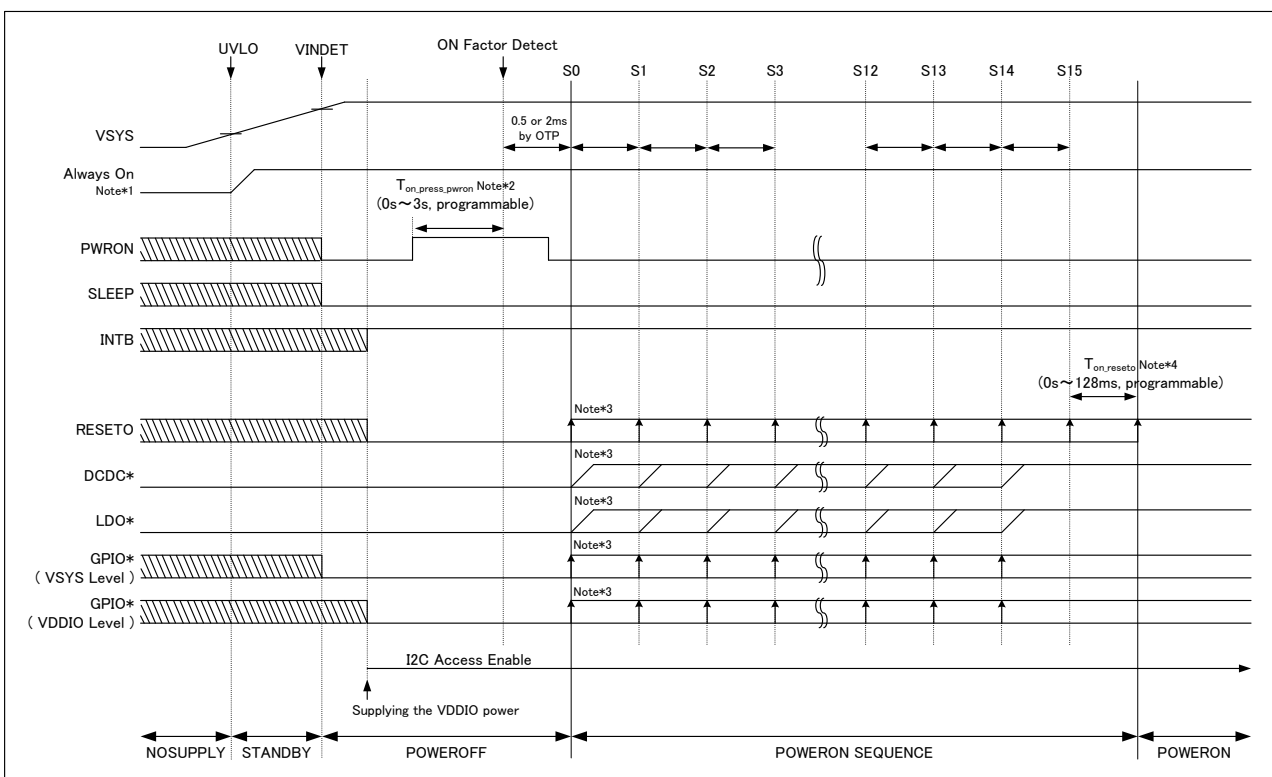 UVLO VINDET ON Factor Detect
S0 S1 S2 S3 S12 S13 S14 S15
VSYS
0.5 or 2ms
by OTP
Always On
Note*1
Ton_press_pwron Note*2
(0s～3s, programmable)
PWRON
SLEEP
INTB
Ton_reseto Note*4
(0s～128ms, programmable)
RESETO
Note*3
DCDC*
Note*3
LDO*
Note*3
GPIO*
( VSYS Level )
Note*3
GPIO*
( VDDIO Level )
Note*3
I2C Access Enable
Supplying the VDDIO power
NOSUPPLY STANDBY POWEROFF POWERON SEQUENCE POWERON